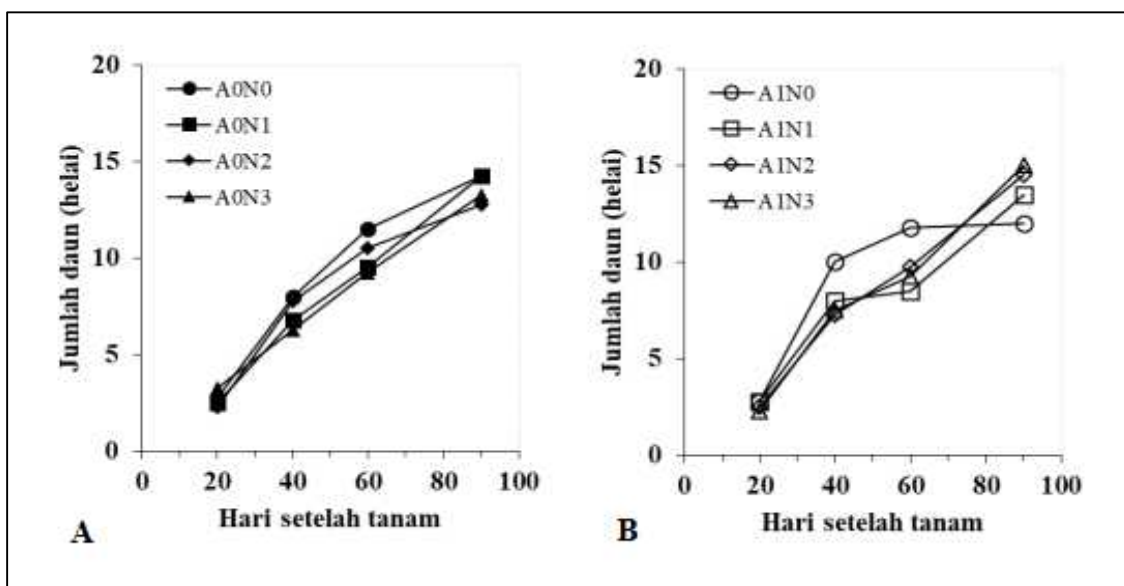 20
15
10
5
0
Jumlah daun (helai)
A0N0
A0N1
A0N2
A0N3
0 20 40 60 80 100
Hari setelah tanam
A
20
15
10
5
0
Jumlah daun (helai)
A1N0
A1N1
A1N2
A1N3
0 20 40 60 80 100
Hari setelah tanam
B